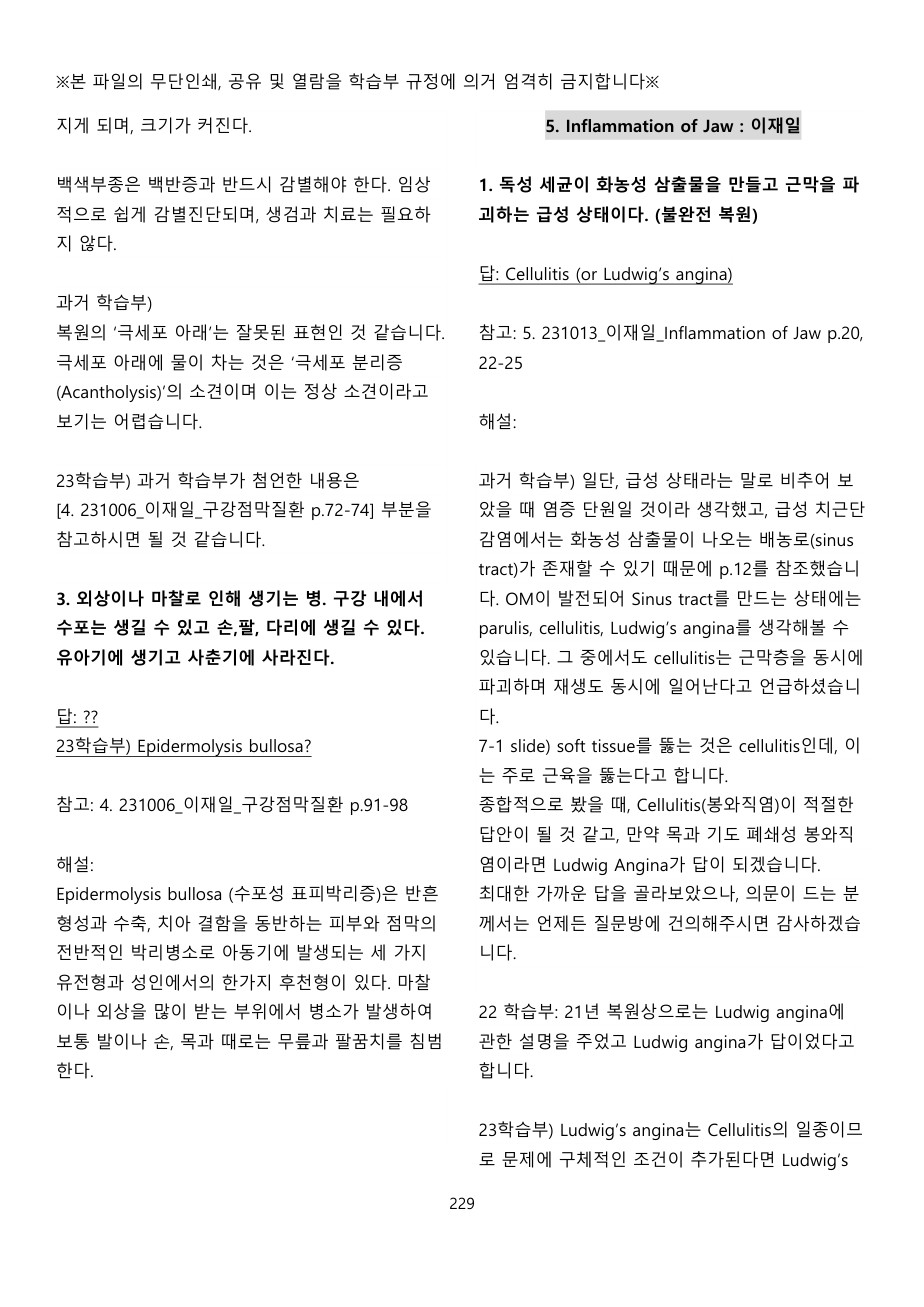 ※본 파일의 무단인쇄, 공유 및 열람을 학습부 규정에 의거 엄격히 금지합니다※
지게 되며, 크기가 커진다.
백색부종은 백반증과 반드시 감별해야 한다. 임상
적으로 쉽게 감별진단되며, 생검과 치료는 필요하
지 않다.
과거 학습부)
복원의 ‘극세포 아래’는 잘못된 표현인 것 같습니다.
극세포 아래에 물이 차는 것은 ‘극세포 분리증
(Acantholysis)’의 소견이며 이는 정상 소견이라고
보기는 어렵습니다.
23학습부) 과거 학습부가 첨언한 내용은
[4. 231006_이재일_구강점막질환 p.72-74] 부분을
참고하시면 될 것 같습니다.
3. 외상이나 마찰로 인해 생기는 병. 구강 내에서
수포는 생길 수 있고 손,팔, 다리에 생길 수 있다.
유아기에 생기고 사춘기에 사라진다.
답: ??
23학습부) Epidermolysis bullosa?
참고: 4. 231006_이재일_구강점막질환 p.91-98
해설:
Epidermolysis bullosa (수포성 표피박리증)은 반흔
형성과 수축, 치아 결함을 동반하는 피부와 점막의
전반적인 박리병소로 아동기에 발생되는 세 가지
유전형과 성인에서의 한가지 후천형이 있다. 마찰
이나 외상을 많이 받는 부위에서 병소가 발생하여
보통 발이나 손, 목과 때로는 무릎과 팔꿈치를 침범
한다.
5. Inflammation of Jaw : 이재일
1. 독성 세균이 화농성 삼출물을 만들고 근막을 파
괴하는 급성 상태이다. (불완전 복원)
답: Cellulitis (or Ludwig’s angina)
참고: 5. 231013_이재일_Inflammation of Jaw p.20,
22-25
해설:
과거 학습부) 일단, 급성 상태라는 말로 비추어 보
았을 때 염증 단원일 것이라 생각했고, 급성 치근단
감염에서는 화농성 삼출물이 나오는 배농로(sinus
tract)가 존재할 수 있기 때문에 p.12를 참조했습니
다. OM이 발전되어 Sinus tract를 만드는 상태에는
parulis, cellulitis, Ludwig’s angina를 생각해볼 수
있습니다. 그 중에서도 cellulitis는 근막층을 동시에
파괴하며 재생도 동시에 일어난다고 언급하셨습니
다.
7-1 slide) soft tissue를 뚫는 것은 cellulitis인데, 이
는 주로 근육을 뚫는다고 합니다.
종합적으로 봤을 때, Cellulitis(봉와직염)이 적절한
답안이 될 것 같고, 만약 목과 기도 폐쇄성 봉와직
염이라면 Ludwig Angina가 답이 되겠습니다.
최대한 가까운 답을 골라보았으나, 의문이 드는 분
께서는 언제든 질문방에 건의해주시면 감사하겠습
니다.
22 학습부: 21년 복원상으로는 Ludwig angina에
관한 설명을 주었고 Ludwig angina가 답이었다고
합니다.
23학습부) Ludwig’s angina는 Cellulitis의 일종이므
로 문제에 구체적인 조건이 추가된다면 Ludwig’s
229